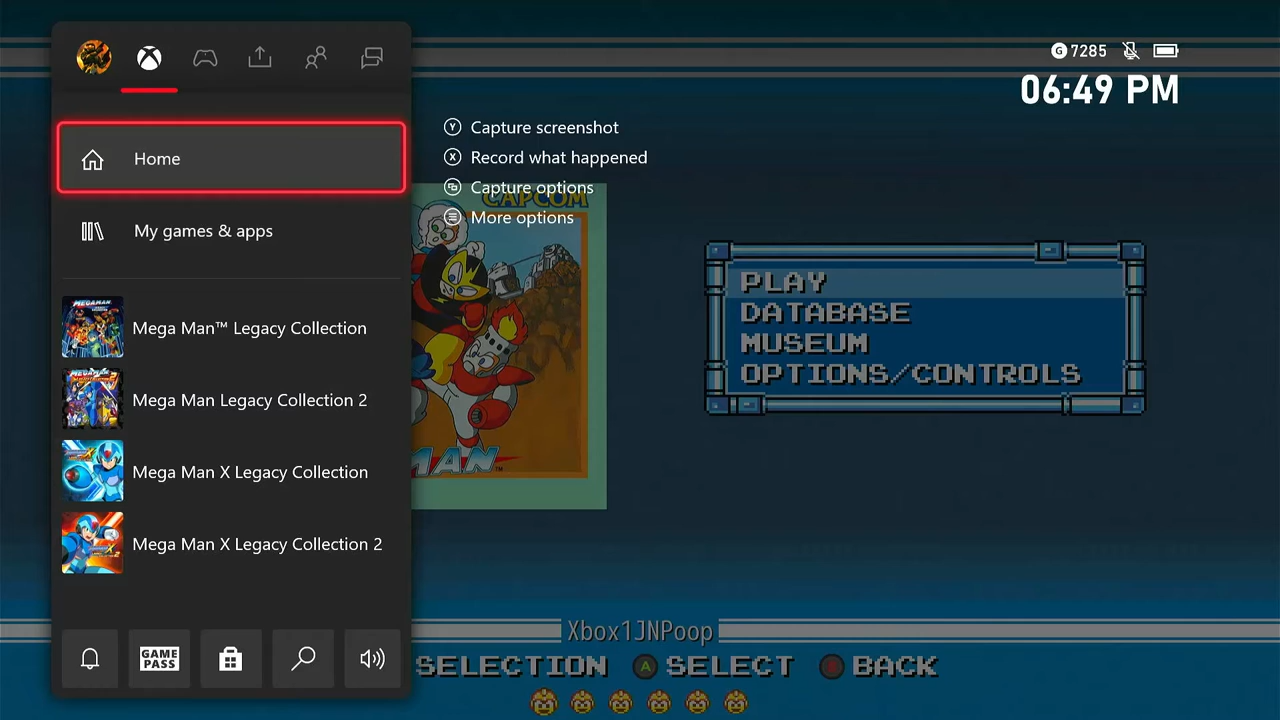 G 7285
06:49 PM
Home
My games & apps
Mega Man™ Legacy Collection
Mega Man Legacy Collection 2
Mega Man X Legacy Collection
Mega Man X Legacy Collection 2
GAME
PASS
Y Capture screenshot
X Record what happened
Capture options
More options
CAPCOM
MAN™
PLAY
DATABASE
MUSEUM
OPTIONS/CONTROLS
Xbox1JNPoop
SELECTION A SELECT BACK